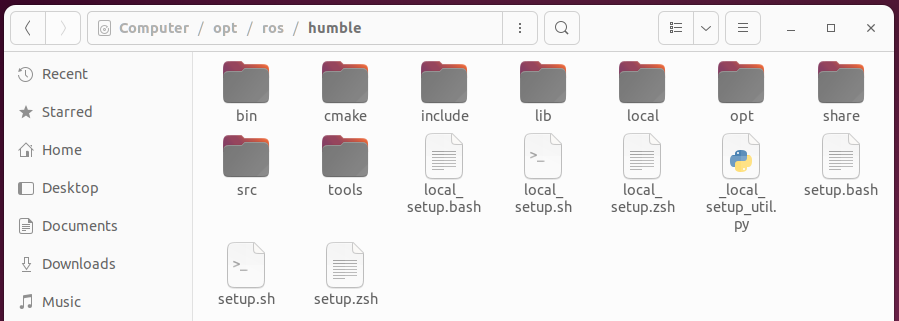 Computer / opt / ros / humble
Recent
Starred
Home
Desktop
Documents
Downloads
Music
bin cmake include lib local opt share
src tools local_ local_ local_ _local_ setup.bash
setup.bash setup.sh setup.zsh setup_util.
py
setup.sh setup.zsh
>_
>_